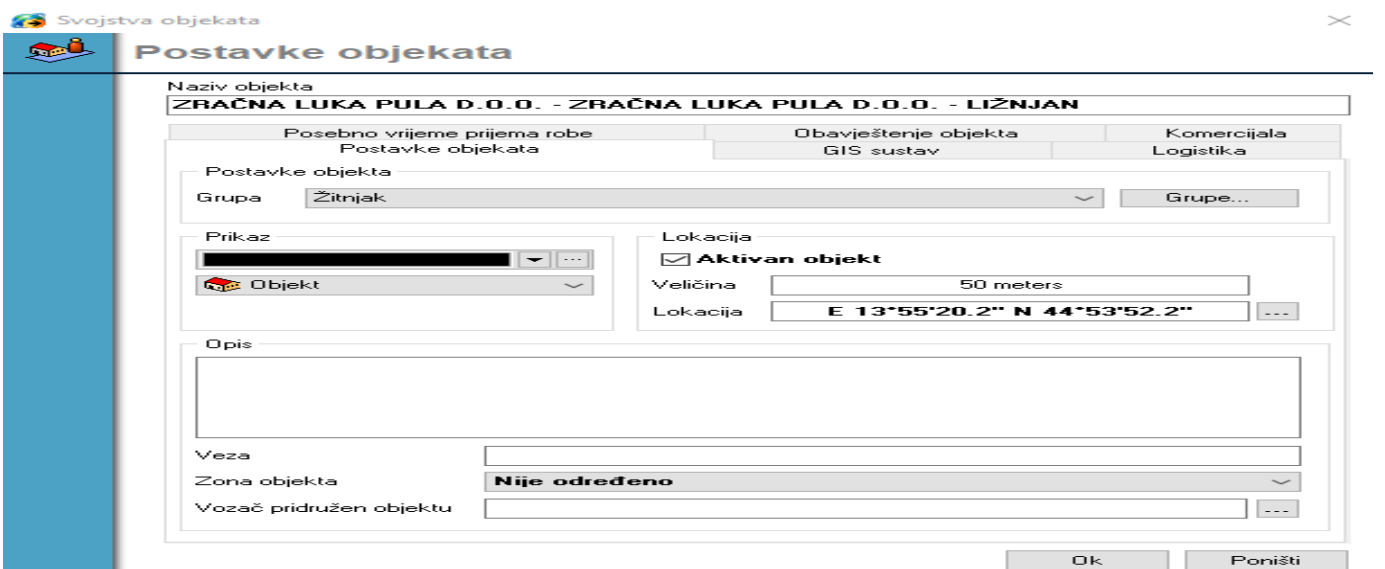 Svojstva objekata
Postavke objekata
Naziv objekta
ZRAČNA LUKA PULA D.O.O. - ZRAČNA LUKA PULA D.O.O. - LIŽNJAN
Posebno vrijeme prijema robe Obavještenje objekta Komercijala
Postavke objekata GIS sustav Logistika
Postavke objekta
Grupa Žitnjak Grupe...
Prikaz
...
Objekt
Lokacija
Aktivan objekt
Veličina 50 meters
Lokacija E 13°55'20.2" N 44°53'52.2" ...
Opis
Veza
Zona objekta Nije određeno
Vozač pridružen objektu ...
Ok Poništi